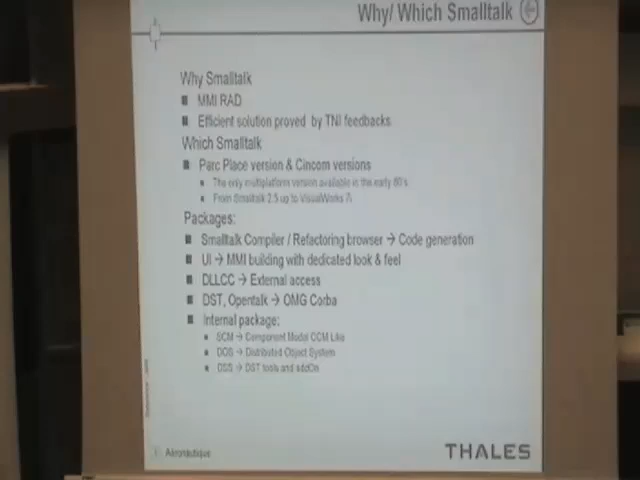 Why/ Which Smalltalk
Why Smalltalk
MMI RAD
Efficient solution proved by TNI feedbacks
Which Smalltalk
Parc Place version & Cincom versions
The only multiplatform version available in the early 80's
From Smalltalk 2.5 up to VisualWorks 7.
Packages:
Smalltalk Compiler / Refactoring browser → Code generation
UI → MMI building with dedicated look & feel
DLLCC → External access
DST, Opentalk → OMG Corba
Internal package:
SCM → Component Model CCM Like
DOS → Distributed Object System
DSS → DST tools and addOn
Aéronautique
THALES